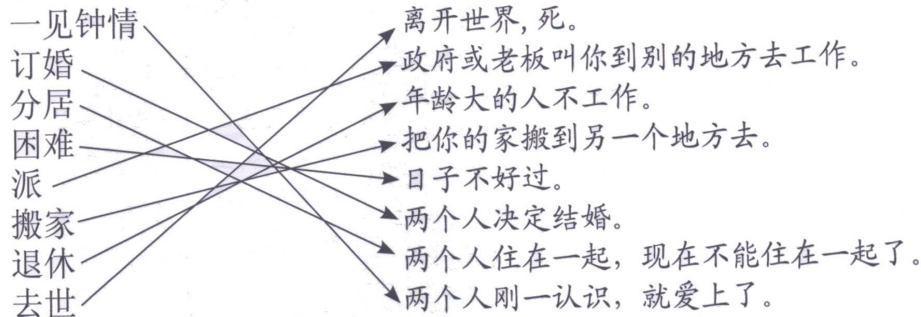 一见钟情 离开世界,死。
订婚 政府或老板叫你到别的地方去工作。
分居 年龄大的人不工作。
困难 把你的家搬到另一个地方去。
派 日子不好过。
搬家 两个人决定结婚。
退休 两个人住在一起，现在不能住在一起了。
去世 两个人刚一认识，就爱上了。